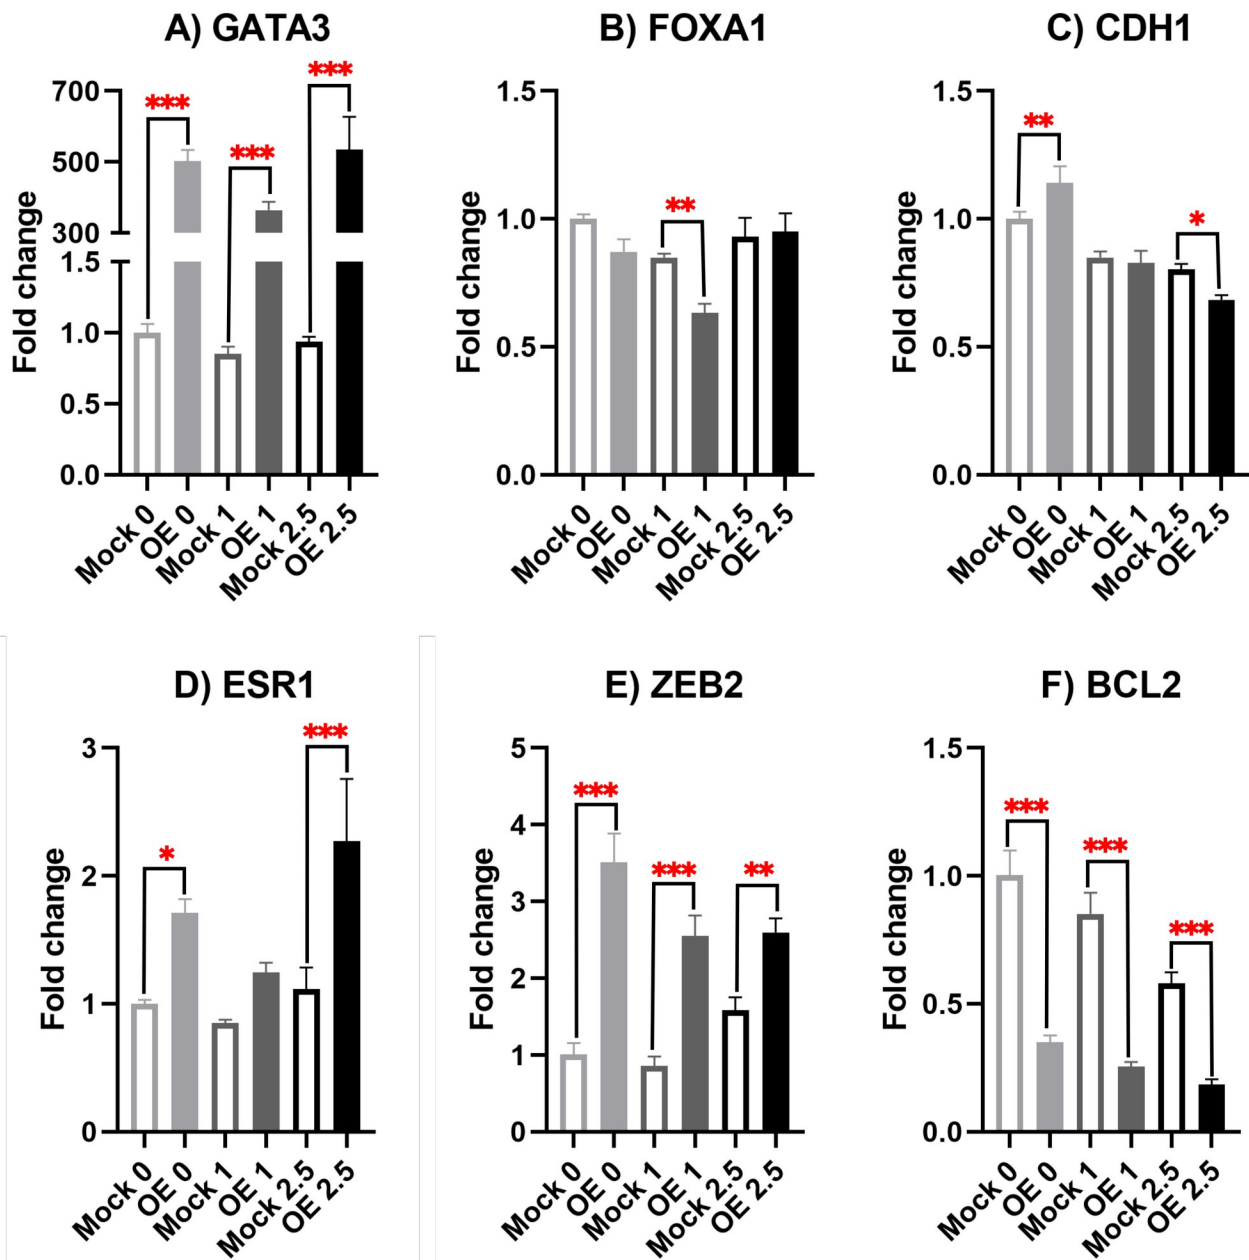 A) GATA3
***
***
***
700
500
300
1.5
1.0
0.5
0.0
Fold change
Fold change
Mock 0
OE 0
Mock 1
OE 1
Mock 2.5
OE 2.5
B) FOXA1
**
1.5
1.0
0.5
0.0
Fold change
Mock 0
OE 0
Mock 1
OE 1
Mock 2.5
OE 2.5
C) CDH1
**
*
1.5
1.0
0.5
0.0
Fold change
Mock 0
OE 0
Mock 1
OE 1
Mock 2.5
OE 2.5
D) ESR1
*
***
3
2
1
0
Fold change
Mock 0
OE 0
Mock 1
OE 1
Mock 2.5
OE 2.5
E) ZEB2
***
***
**
5
4
3
2
1
0
Fold change
Mock 0
OE 0
Mock 1
OE 1
Mock 2.5
OE 2.5
F) BCL2
***
***
***
1.5
1.0
0.5
0.0
Fold change
Mock 0
OE 0
Mock 1
OE 1
Mock 2.5
OE 2.5